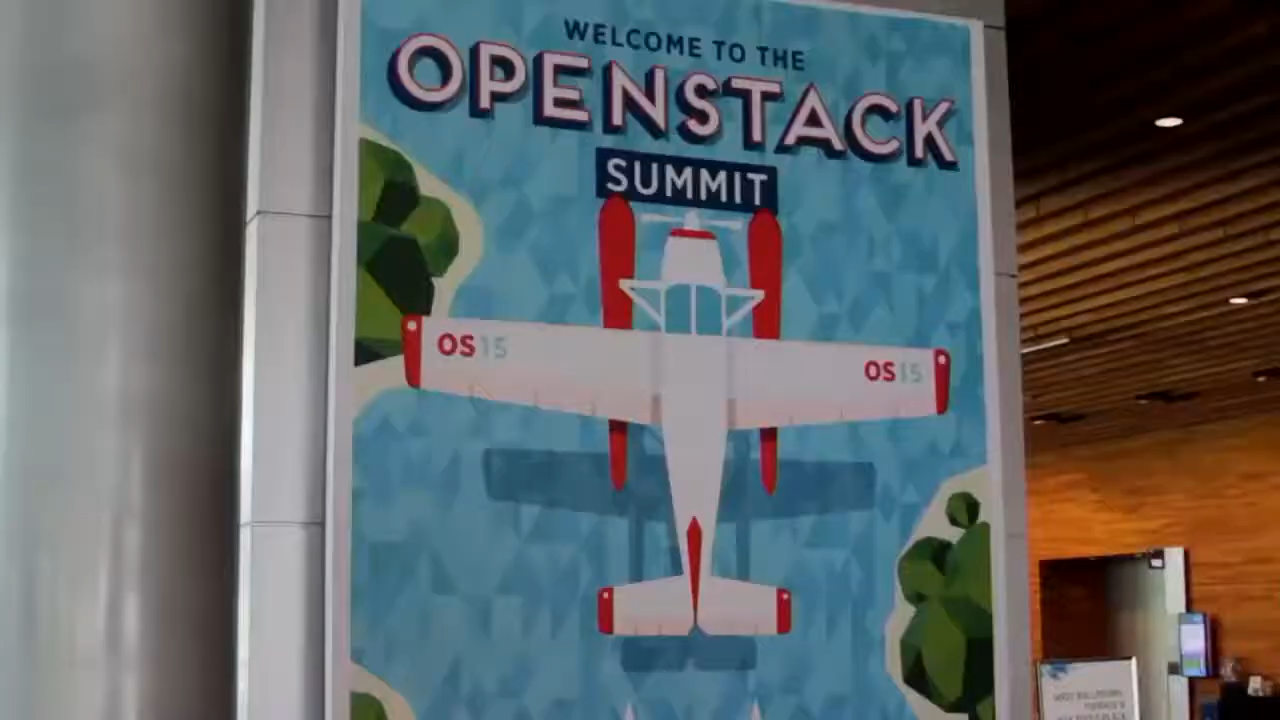 WELCOME TO THE
OPENSTACK
SUMMIT
OS15
OS15